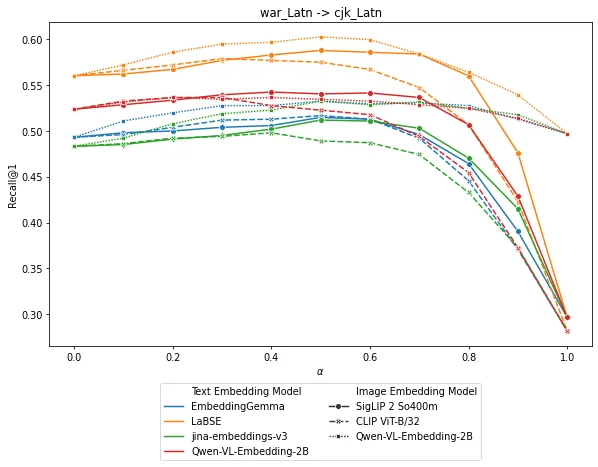 war_Latn -> cjk_Latn
Recall@1
0.60
0.55
0.50
0.45
0.40
0.35
0.30
0.0
0.2
0.4
0.6
0.8
1.0
α
Text Embedding Model
EmbeddingGemma
LaBSE
jina-embeddings-v3
Qwen-VL-Embedding-2B
Image Embedding Model
SigLIP 2 So400m
CLIP ViT-B/32
Qwen-VL-Embedding-2B